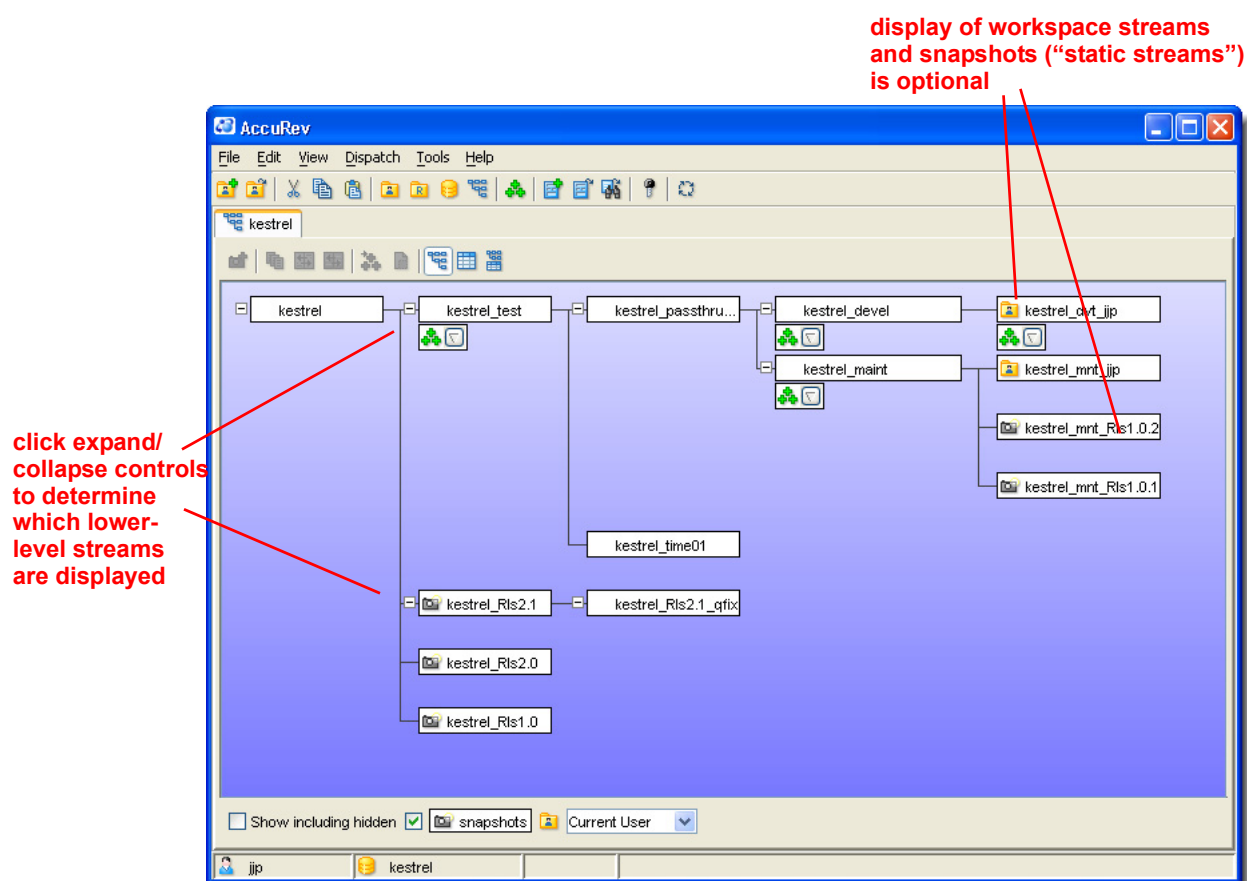 display of workspace streams
and snapshots (“static streams”)
is optional
AccuRev
File Edit View Dispatch Tools Help
kestrel
kestrel kestrel_test kestrel_passthru... kestrel_devel kestrel_dvt_jjp
kestrel_maint kestrel_mnt_jjp
kestrel_mnt_Rls1.0.2
kestrel_mnt_Rls1.0.1
click expand/
collapse controls
to determine
which lower-
level streams
are displayed
kestrel_time01
kestrel_Rls2.1 kestrel_Rls2.1_qfix
kestrel_Rls2.0
kestrel_Rls1.0
Show including hidden snapshots Current User
jjp kestrel